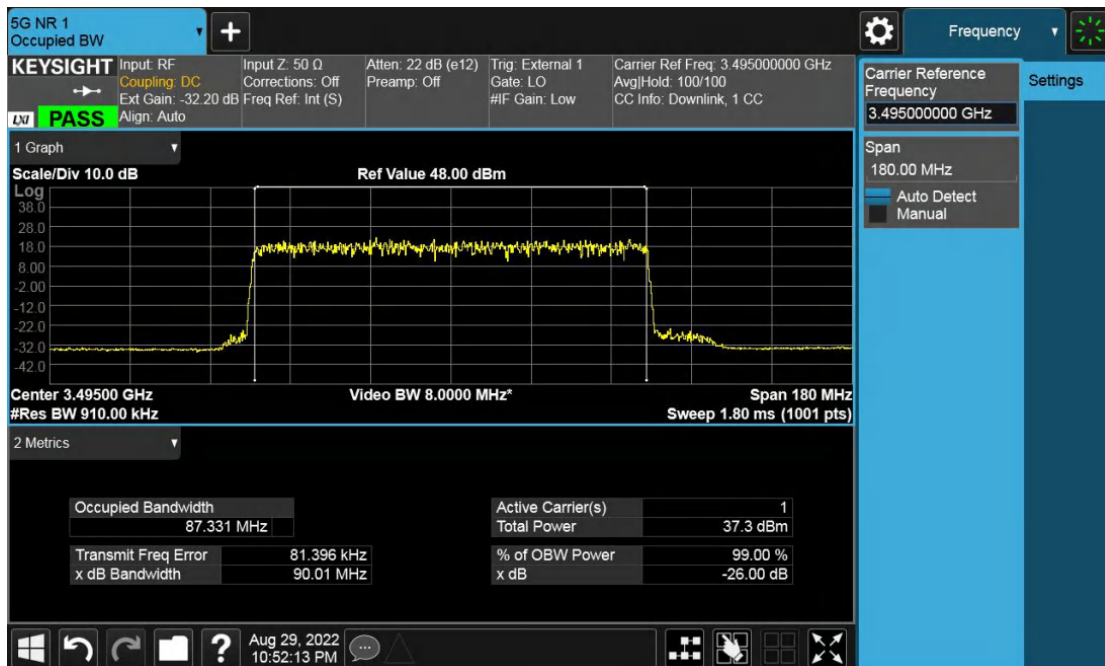 5G NR 1
Occupied BW
+
Frequency
KEYSIGHT
Input: RF
Coupling: DC
Ext Gain: -32.20 dB
Align: Auto
Input Z: 50 Ω
Corrections: Off
Freq Ref: Int (S)
Atten: 22 dB (e12)
Preamp: Off
Trig: External 1
Gate: LO
#IF Gain: Low
Carrier Ref Freq: 3.495000000 GHz
Avg|Hold: 100/100
CC Info: Downlink, 1 CC
LXI
PASS
Carrier Reference
Frequency
3.495000000 GHz
Settings
Span
180.00 MHz
Auto Detect
Manual
1 Graph
Scale/Div 10.0 dB
Ref Value 48.00 dBm
Log
38.0
28.0
18.0
8.00
-2.00
-12.0
-22.0
-32.0
-42.0
Center 3.49500 GHz
Video BW 8.0000 MHz*
Span 180 MHz
#Res BW 910.00 kHz
Sweep 1.80 ms (1001 pts)
2 Metrics
Occupied Bandwidth
87.331 MHz
Active Carrier(s) 1
Total Power 37.3 dBm
Transmit Freq Error 81.396 kHz
x dB Bandwidth 90.01 MHz
% of OBW Power 99.00 %
x dB -26.00 dB
?
Aug 29, 2022
10:52:13 PM